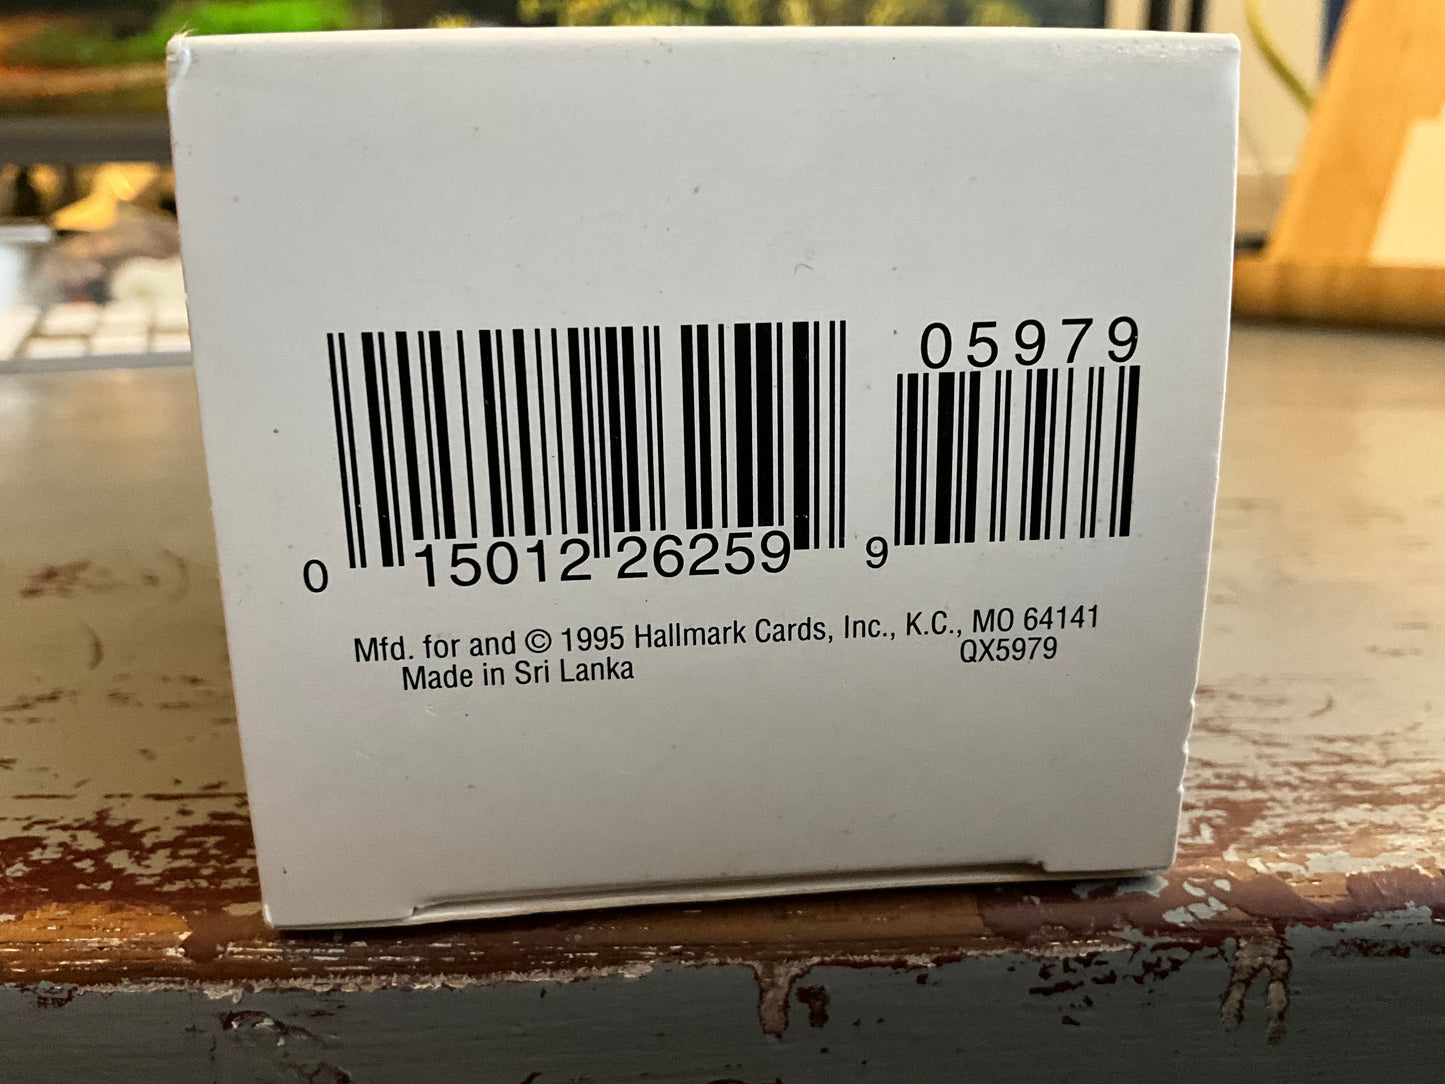 05979
0 15012 26259 9
Mfd. for and © 1995 Hallmark Cards, Inc., K.C., MO 64141
Made in Sri Lanka QX5979